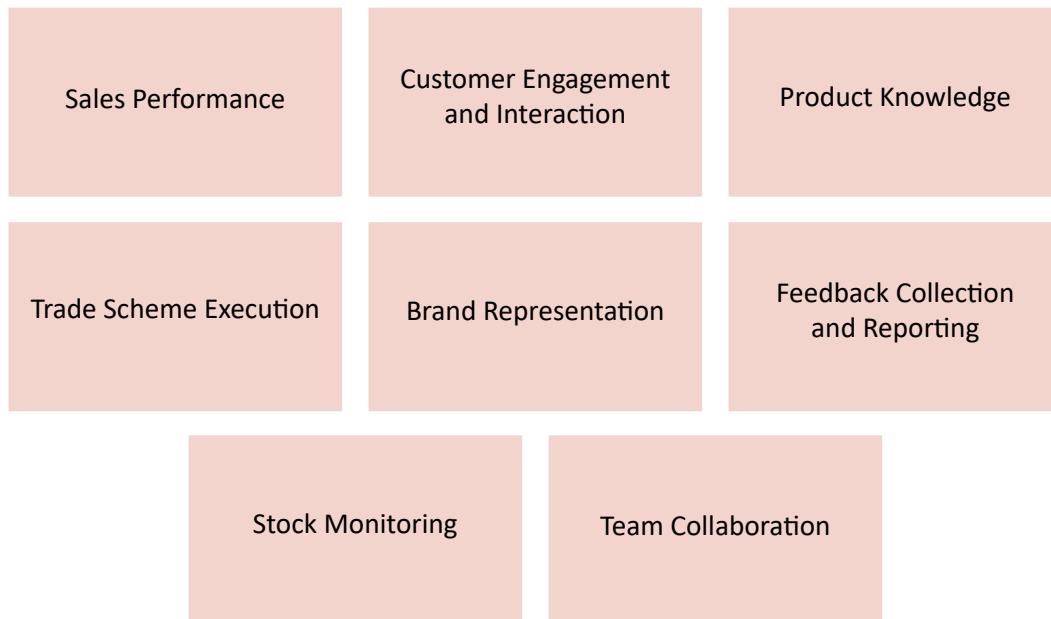 Sales Performance
Customer Engagement
and Interaction
Product Knowledge
Trade Scheme Execution
Brand Representation
Feedback Collection
and Reporting
Stock Monitoring
Team Collaboration